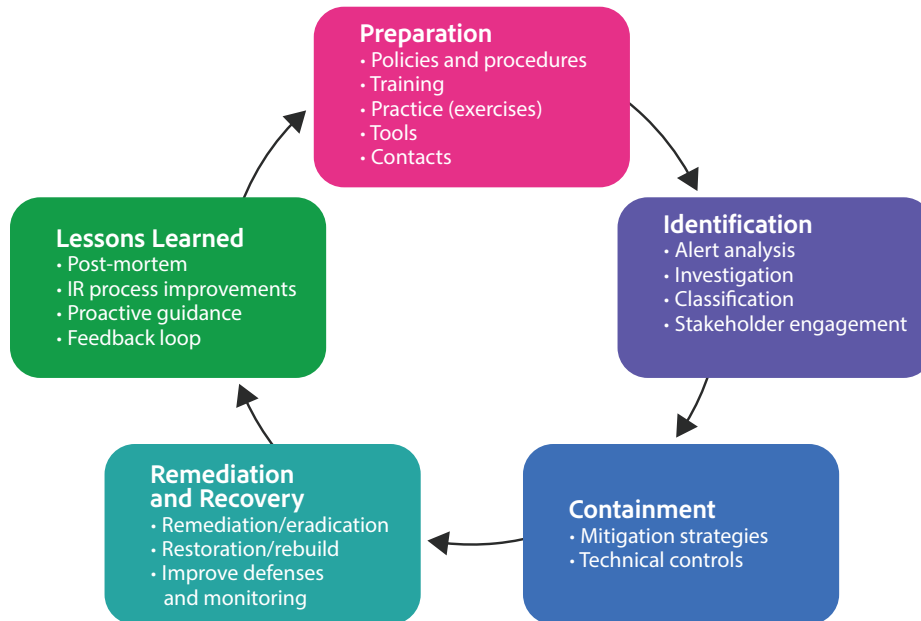 Preparation
• Policies and procedures
• Training
• Practice (exercises)
• Tools
• Contacts
Identification
• Alert analysis
• Investigation
• Classification
• Stakeholder engagement
Containment
• Mitigation strategies
• Technical controls
Remediation
and Recovery
• Remediation/eradication
• Restoration/rebuild
• Improve defenses
and monitoring
Lessons Learned
• Post-mortem
• IR process improvements
• Proactive guidance
• Feedback loop